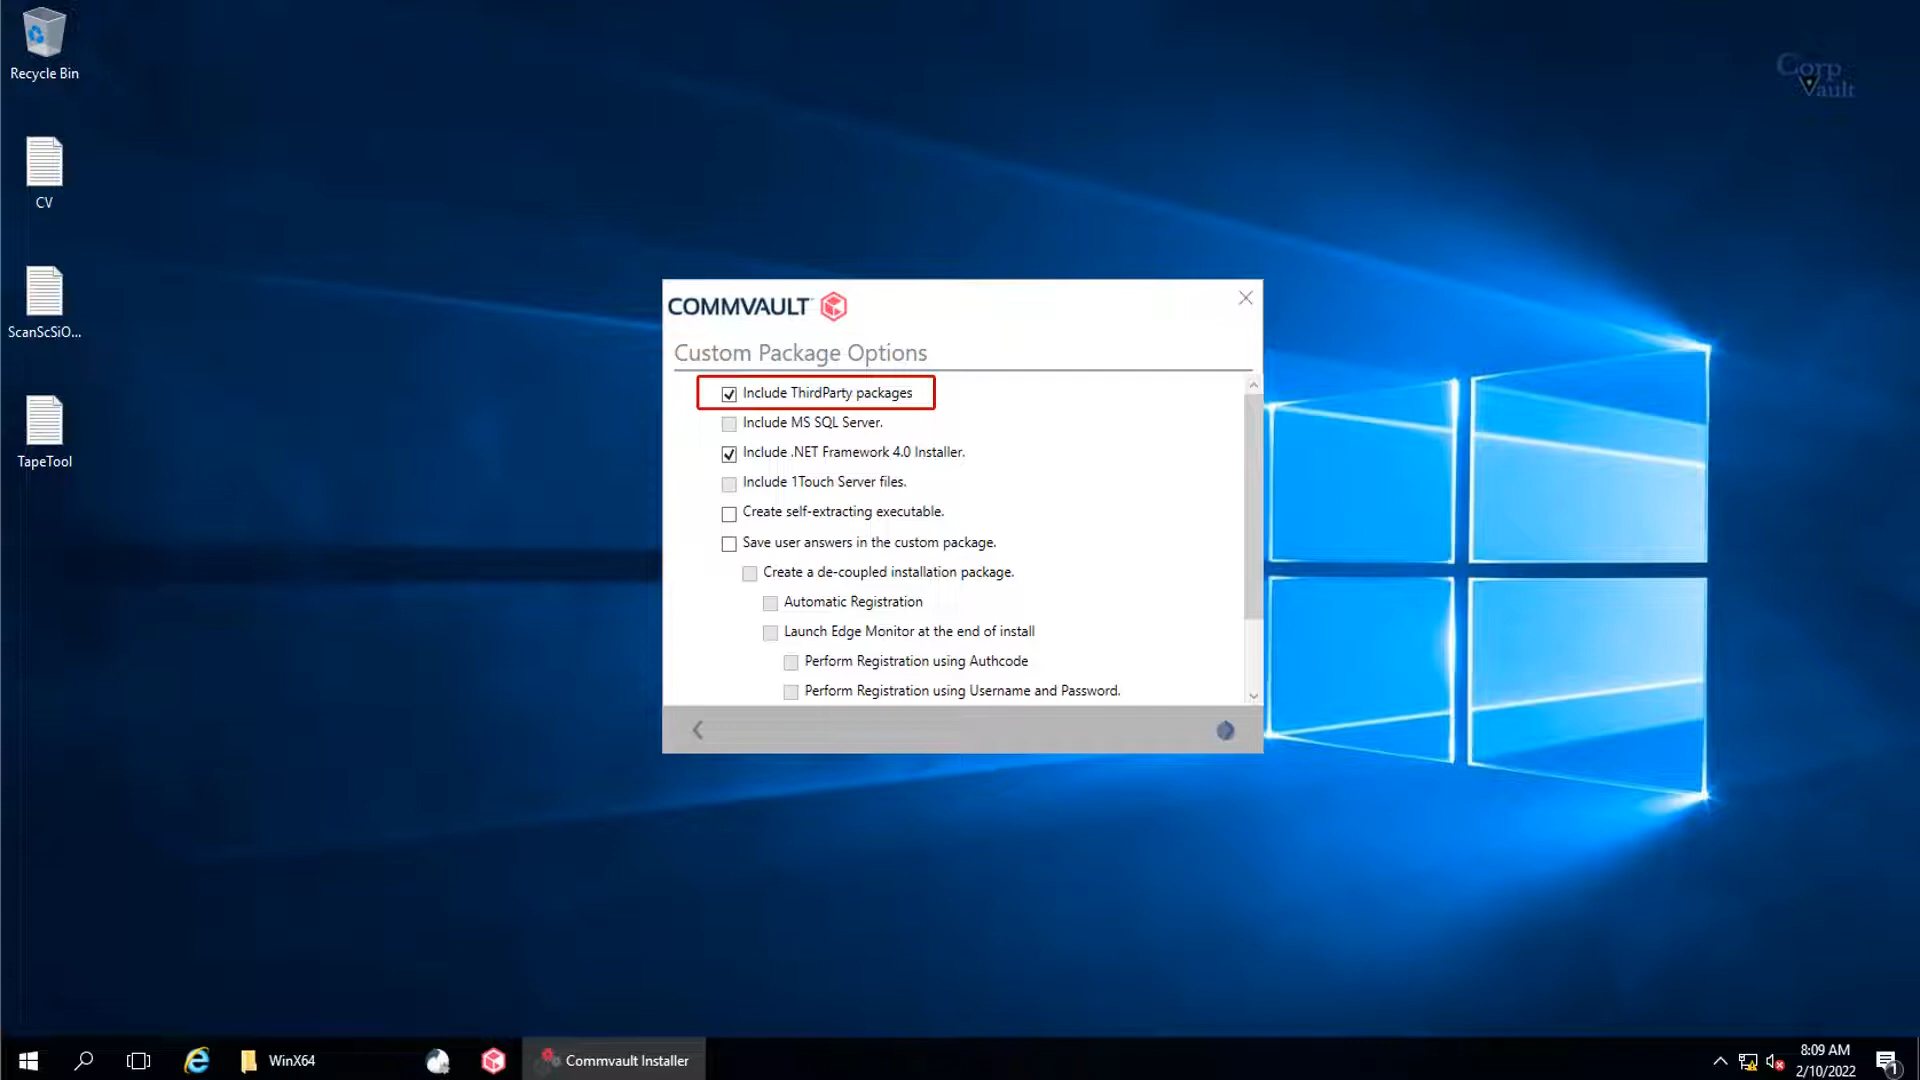 Recycle Bin
CV
ScanScSiO...
TapeTool
Corp
Vault
COMMVAULT
Custom Package Options
Include ThirdParty packages
Include MS SQL Server.
Include .NET Framework 4.0 Installer.
Include 1Touch Server files.
Create self-extracting executable.
Save user answers in the custom package.
Create a de-coupled installation package.
Automatic Registration
Launch Edge Monitor at the end of install
Perform Registration using Authcode
Perform Registration using Username and Password.
WinX64
Commvault Installer
8:09 AM
2/10/2022
1